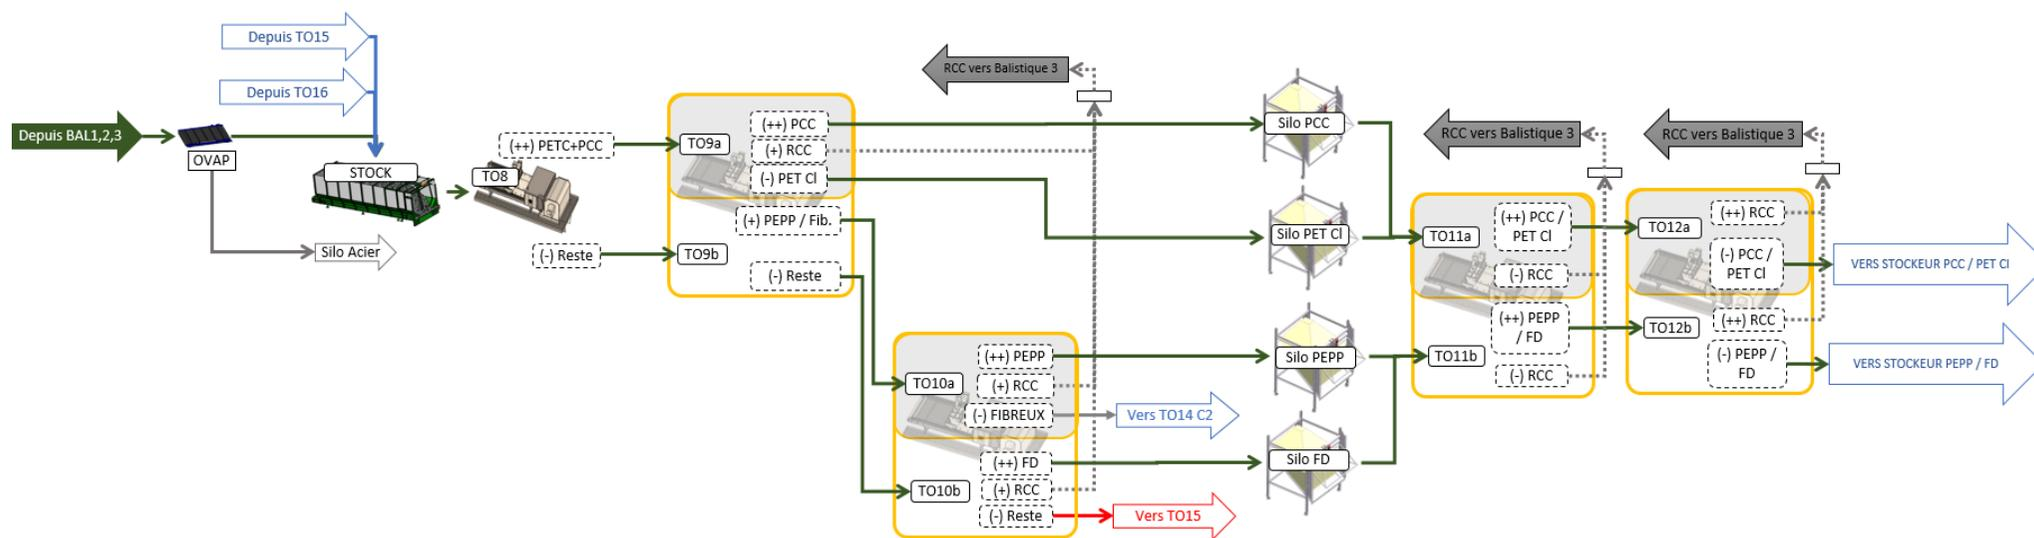 Depuis TO15
Depuis TO16
Depuis BAL1,2,3
OVAP
STOCK
Silo Acier
TO8
(++) PETC+PCC
(-) Reste
TO9a
(++) PCC
(+) RCC
(-) PET Cl
TO9b
(+) PEPP / Fib.
(-) Reste
RCC vers Balistique 3
TO10a
(++) PEPP
(+) RCC
(-) FIBREUX
Vers TO14 C2
TO10b
(++) FD
(+) RCC
(-) Reste
Vers TO15
Silo PCC
Silo PET Cl
Silo PEPP
Silo FD
RCC vers Balistique 3
TO11a
(++) PCC /
PET Cl
(-) RCC
TO11b
(++) PEPP
/ FD
(-) RCC
RCC vers Balistique 3
TO12a
(++) RCC
(-) PCC /
PET Cl
TO12b
(++) RCC
(-) PEPP /
FD
VERS STOCKEUR PCC / PET Cl
VERS STOCKEUR PEPP / FD